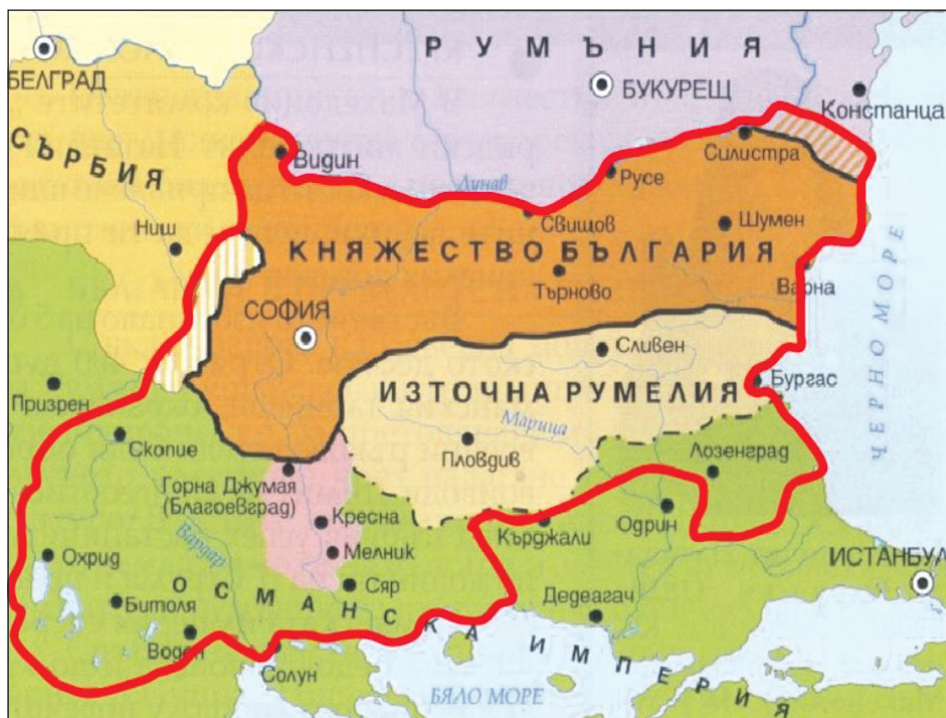 РУМЪНИЯ
БЕЛГРАД
БУКУРЕЩ
Констанца
СЪРБИЯ
Видин
Силистра
Русе
Дунав
Свищов
Шумен
Ниш
КНЯЖЕСТВО БЪЛГАРИЯ
Търново
Варна
ЧЕРНО МОРЕ
СОФИЯ
Сливен
Бургас
ИЗТОЧНА РУМЕЛИЯ
Призрен
Марица
Скопие
Пловдив
Лозенград
Горна Джумая
(Благоевград)
Кресна
Вардар
Одрин
Кърджали
Охрид
Мелник
ИСТАНБУЛ
Сяр
Битоля
Дедеагач
ОСМАНСКА ИМПЕРИЯ
Воден
Солун
БЯЛО МОРЕ